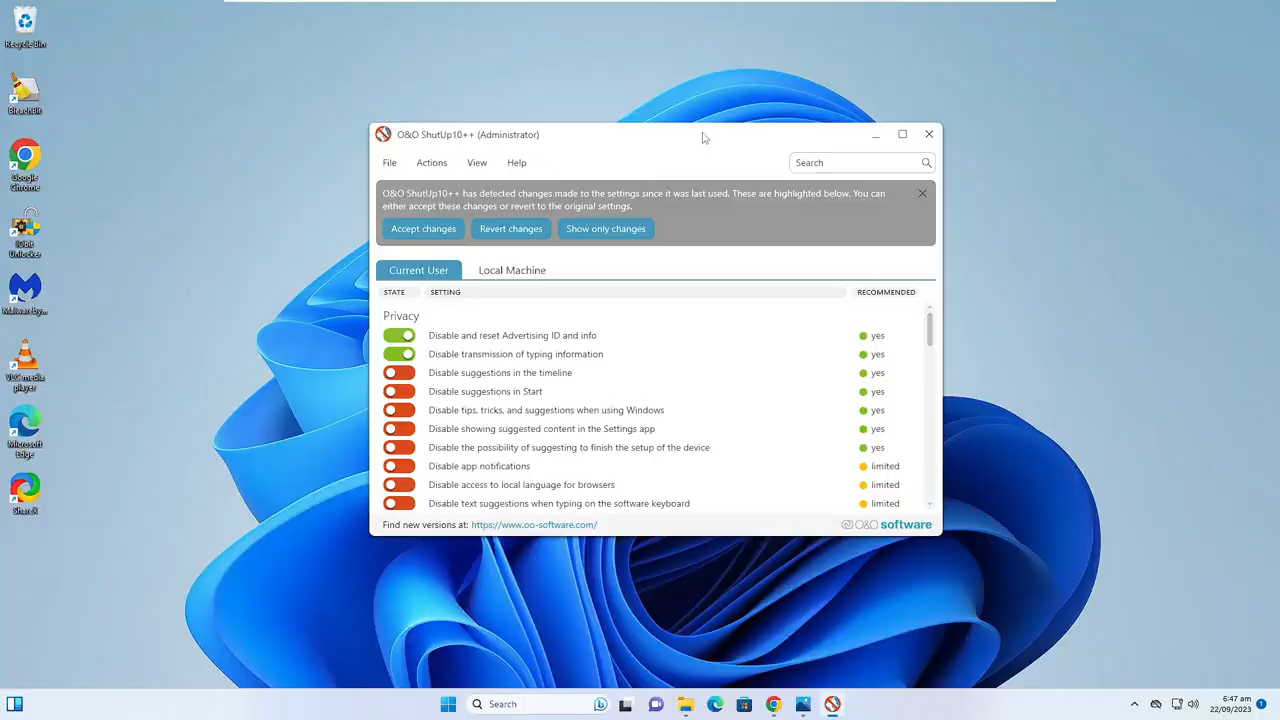 Recycle Bin
BleachBit
Google
Chrome
IObit
Unlocker
Malwareby...
VLC media
player
Microsoft
Edge
ShareX
O&O ShutUp10++ (Administrator)
File Actions View Help Search
O&O ShutUp10++ has detected changes made to the settings since it was last used. These are highlighted below. You can
either accept these changes or revert to the original settings.
Accept changes Revert changes Show only changes
Current User Local Machine
STATE SETTING RECOMMENDED
Privacy
Disable and reset Advertising ID and info yes
Disable transmission of typing information yes
Disable suggestions in the timeline yes
Disable suggestions in Start yes
Disable tips, tricks, and suggestions when using Windows yes
Disable showing suggested content in the Settings app yes
Disable the possibility of suggesting to finish the setup of the device yes
Disable app notifications limited
Disable access to local language for browsers limited
Disable text suggestions when typing on the software keyboard limited
Find new versions at: https://www.oo-software.com/ O&O software
Search
6:47 am
22/09/2023
1